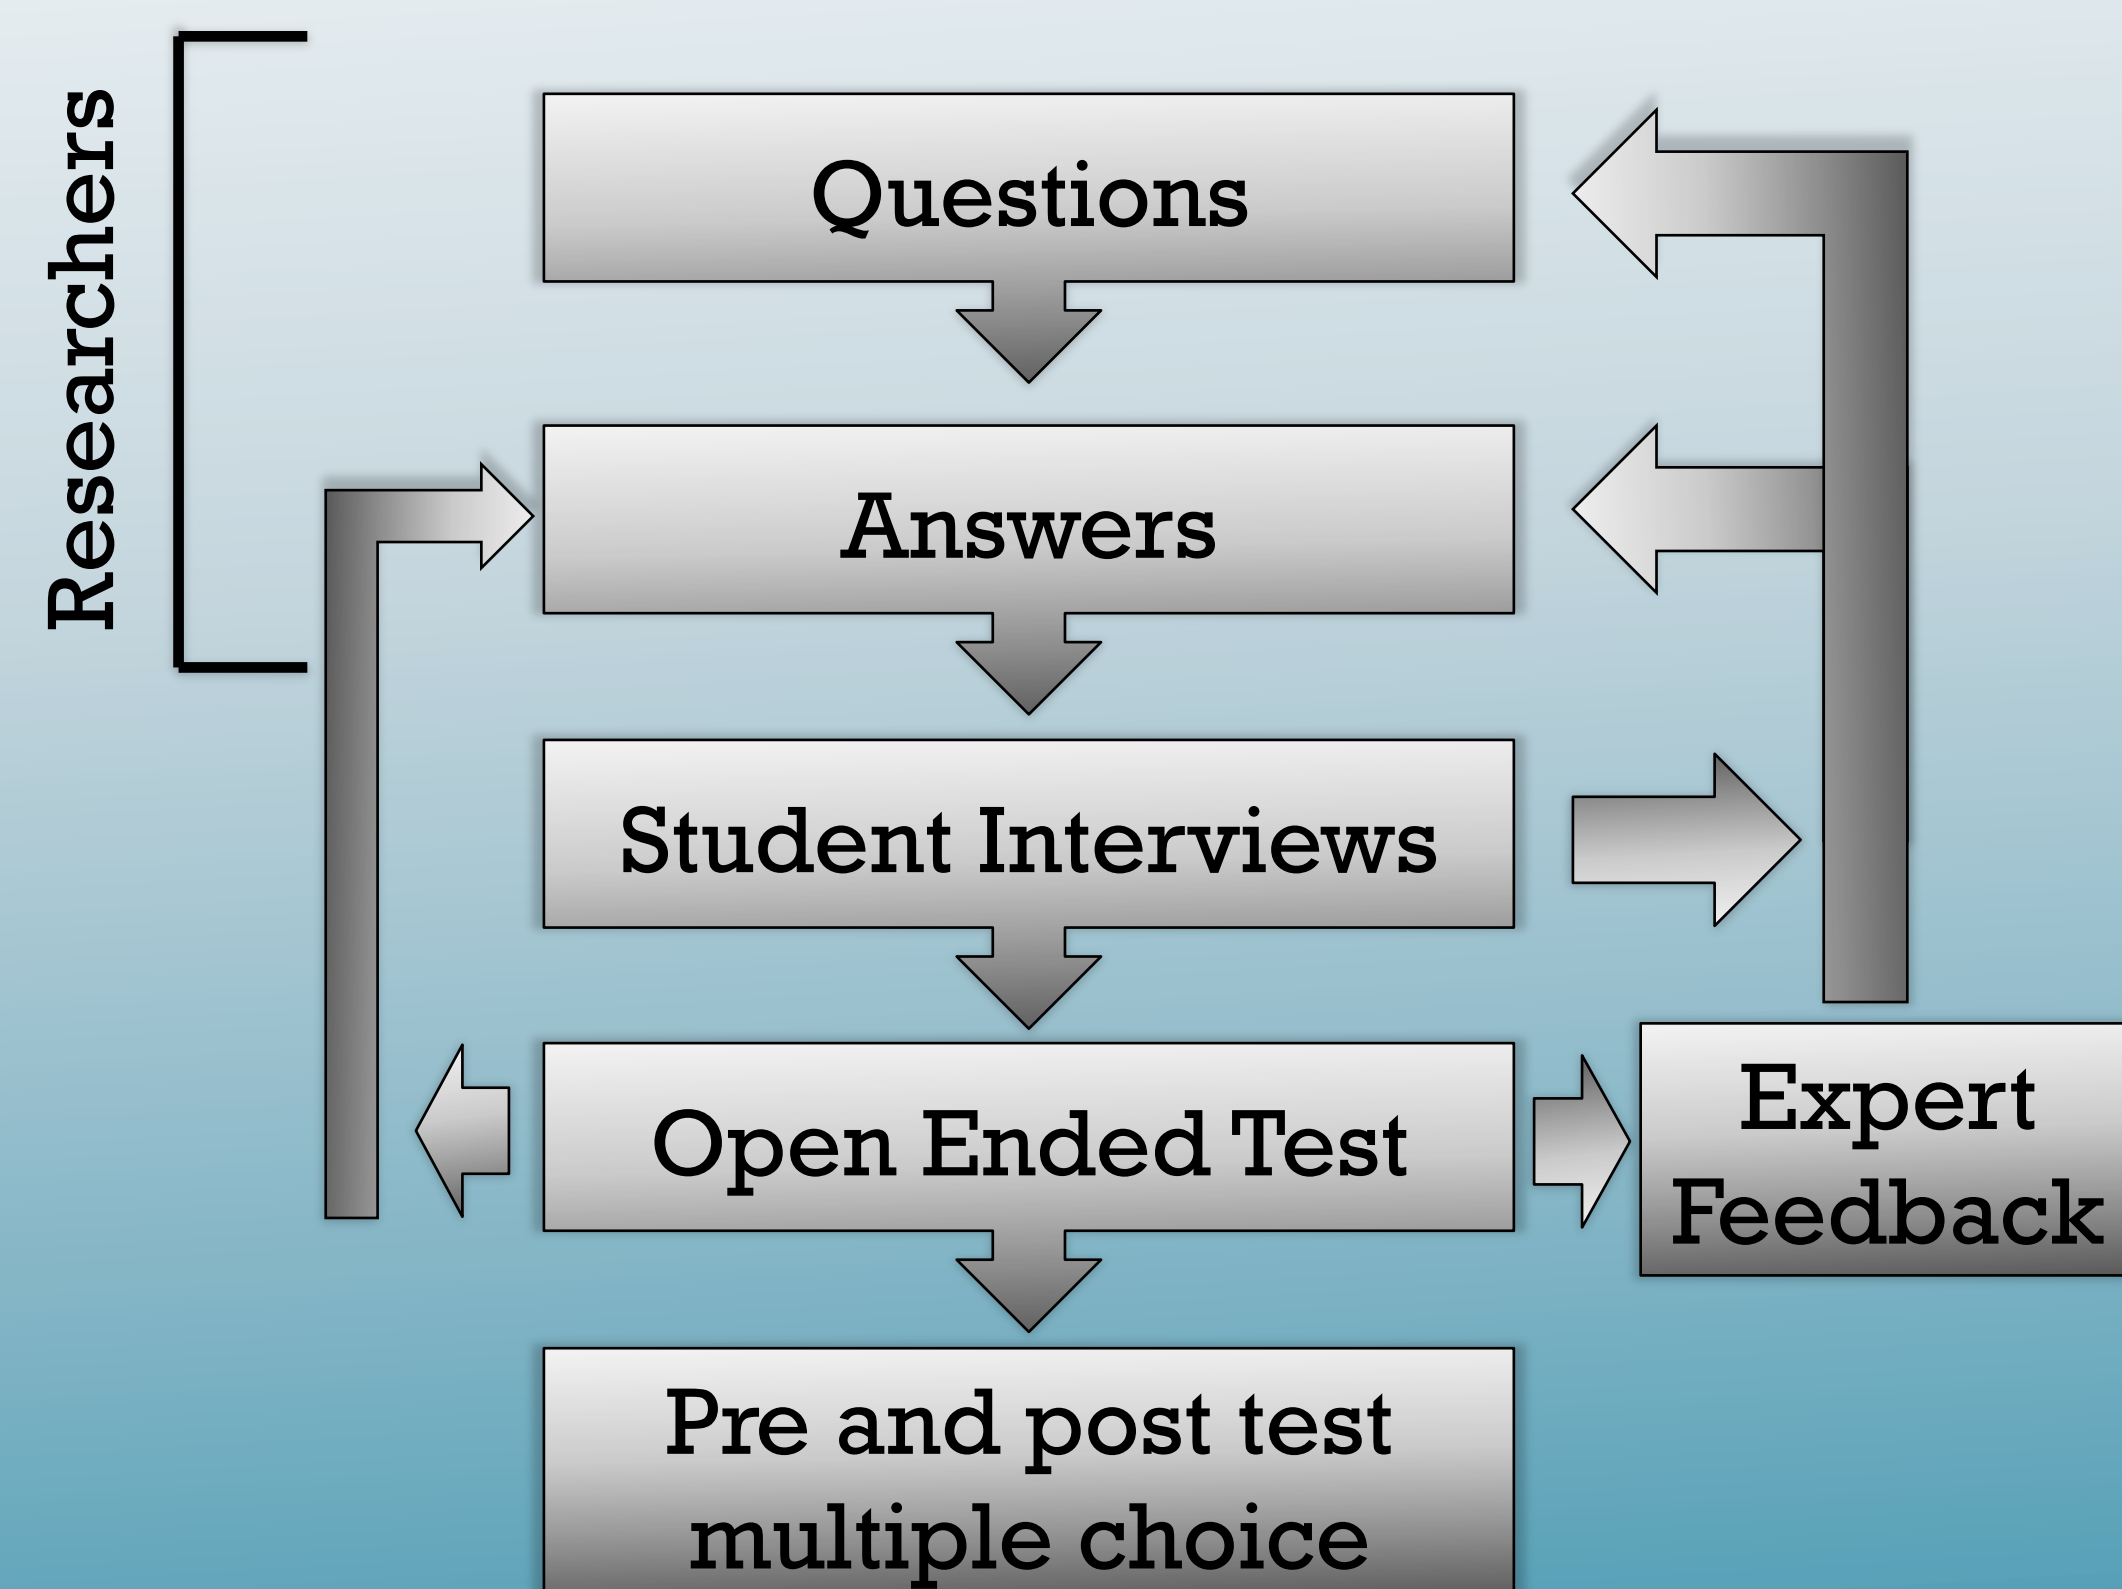 Researchers
Questions
Answers
Student Interviews
Open Ended Test
Expert
Feedback
Pre and post test
multiple choice